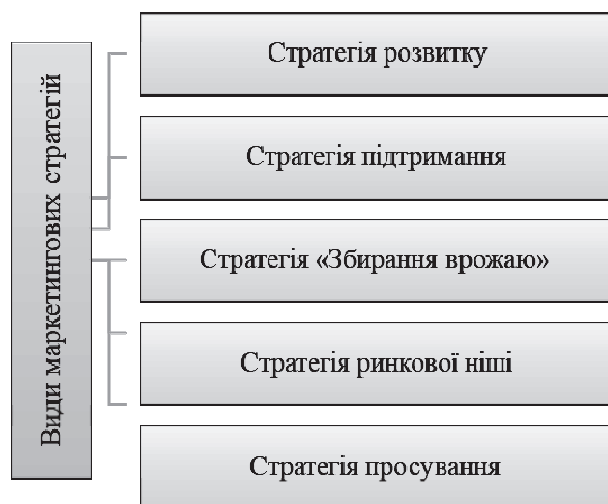 Види маркетингових стратегій
Стратегія розвитку
Стратегія підтримання
Стратегія «Збирання врожаю»
Стратегія ринкової ніші
Стратегія просування